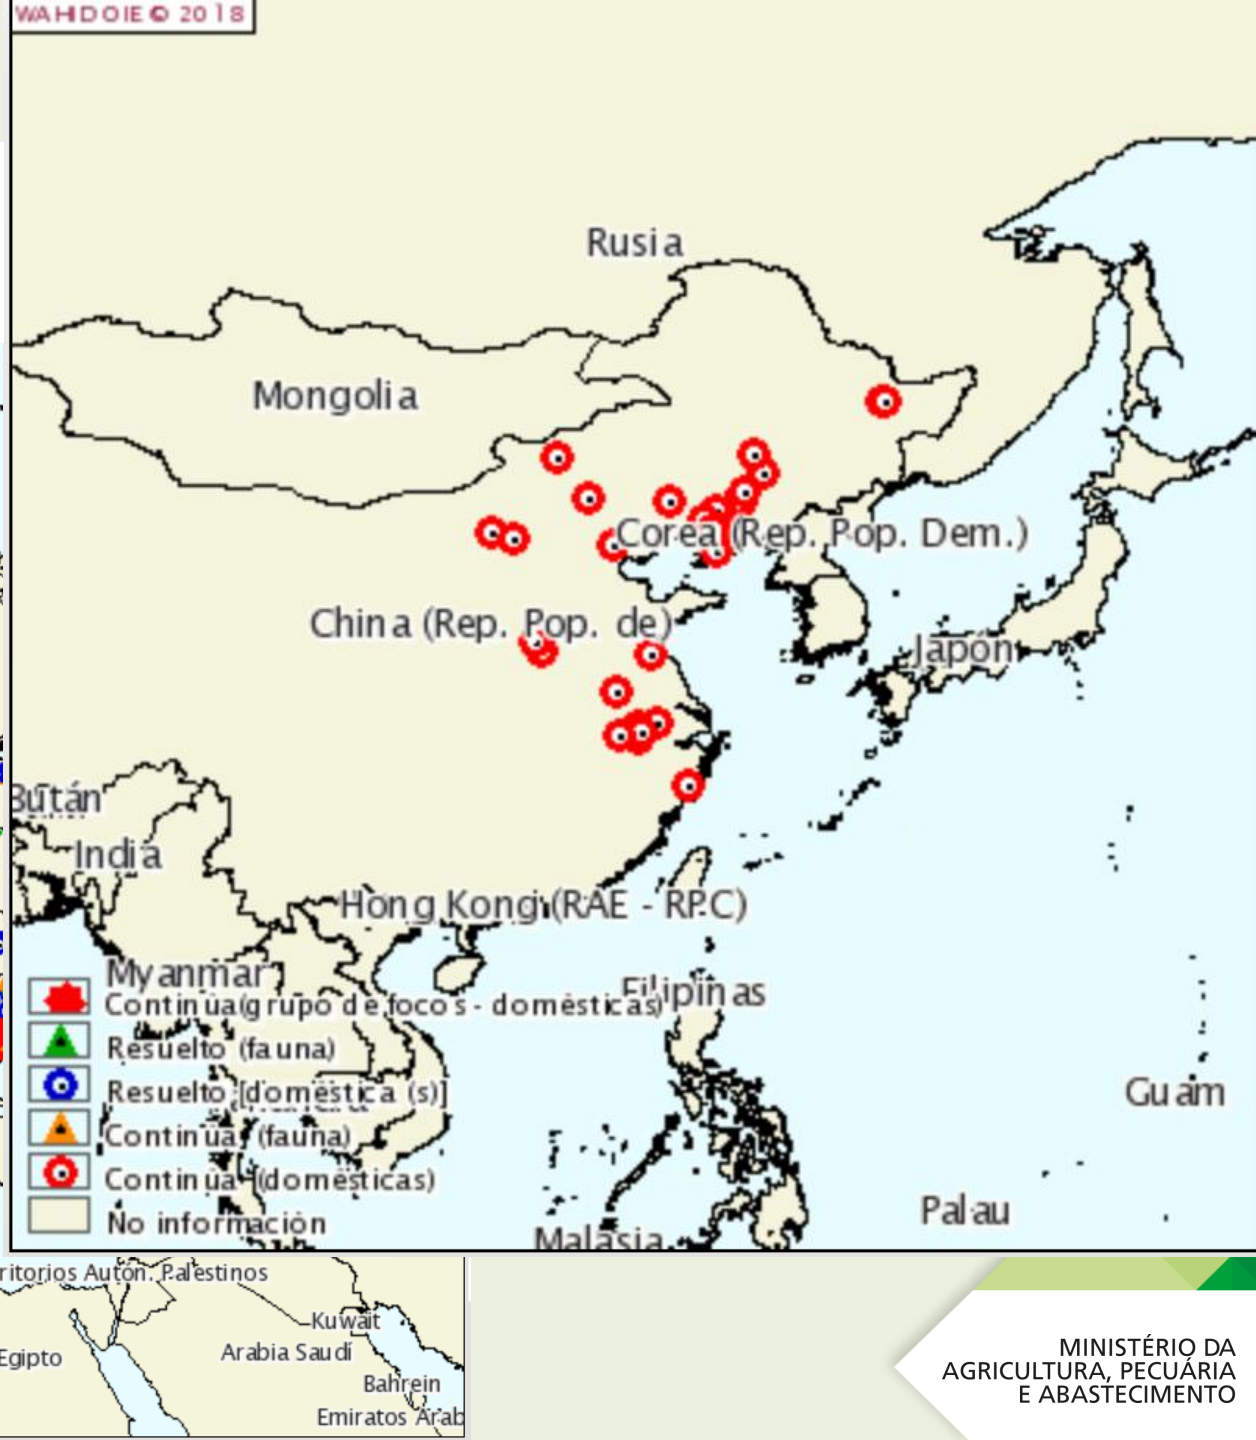 WAHIDOIE © 2018
Rusia
Mongolia
Corea (Rep. Pop. Dem.)
China (Rep. Pop. de)
Japón
Bután
India
Hong Kong (RAE - RPC)
Myanmar
Filipinas
Continúa(grupo de focos - domésticas)
Resuelto (fauna)
Resuelto [doméstica (s)]
Guam
Continúa (fauna)
Continúa (domésticas)
Palau
No información
Malasia
ritorios Autón. Palestinos
Kuwait
Egipto
Arabia Saudí
Bahrein
Emiratos Arab
MINISTÉRIO DA
AGRICULTURA, PECUÁRIA
E ABASTECIMENTO